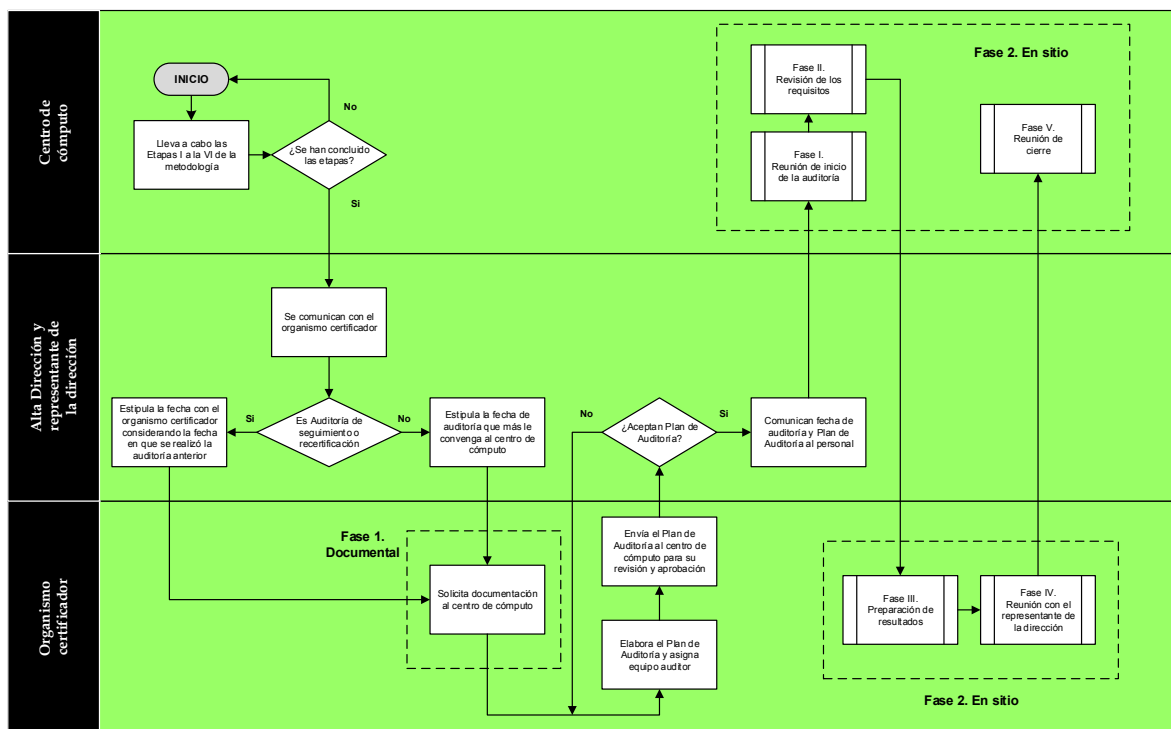 Centro de
cómputo
INICIO
No
Lleva a cabo las
Etapas I a la VI de la
metodología
¿Se han concluido
las etapas?
Si
Fase 2. En sitio
Fase II.
Revisión de los
requisitos
Fase I.
Reunión de inicio
de la auditoría
Fase V.
Reunión de
cierre
Alta Dirección y
representante de
la dirección
Se comunican con el
organismo certificador
Estipula la fecha con el
organismo certificador
considerando la fecha
en que se realizó la
auditoría anterior
Si
Es Auditoría de
seguimiento o
recertificación
No
Estipula la fecha de
auditoría que más le
convenga al centro de
cómputo
No
¿Aceptan Plan de
Auditoría?
Si
Comunican fecha de
auditoría y Plan de
Auditoría al personal
Organismo
certificador
Fase 1.
Documental
Solicita documentación
al centro de cómputo
Envía el Plan de
Auditoría al centro de
cómputo para su
revisión y aprobación
Elabora el Plan de
Auditoría y asigna
equipo auditor
Fase III.
Preparación de
resultados
Fase IV.
Reunión con el
representante de
la dirección
Fase 2. En sitio